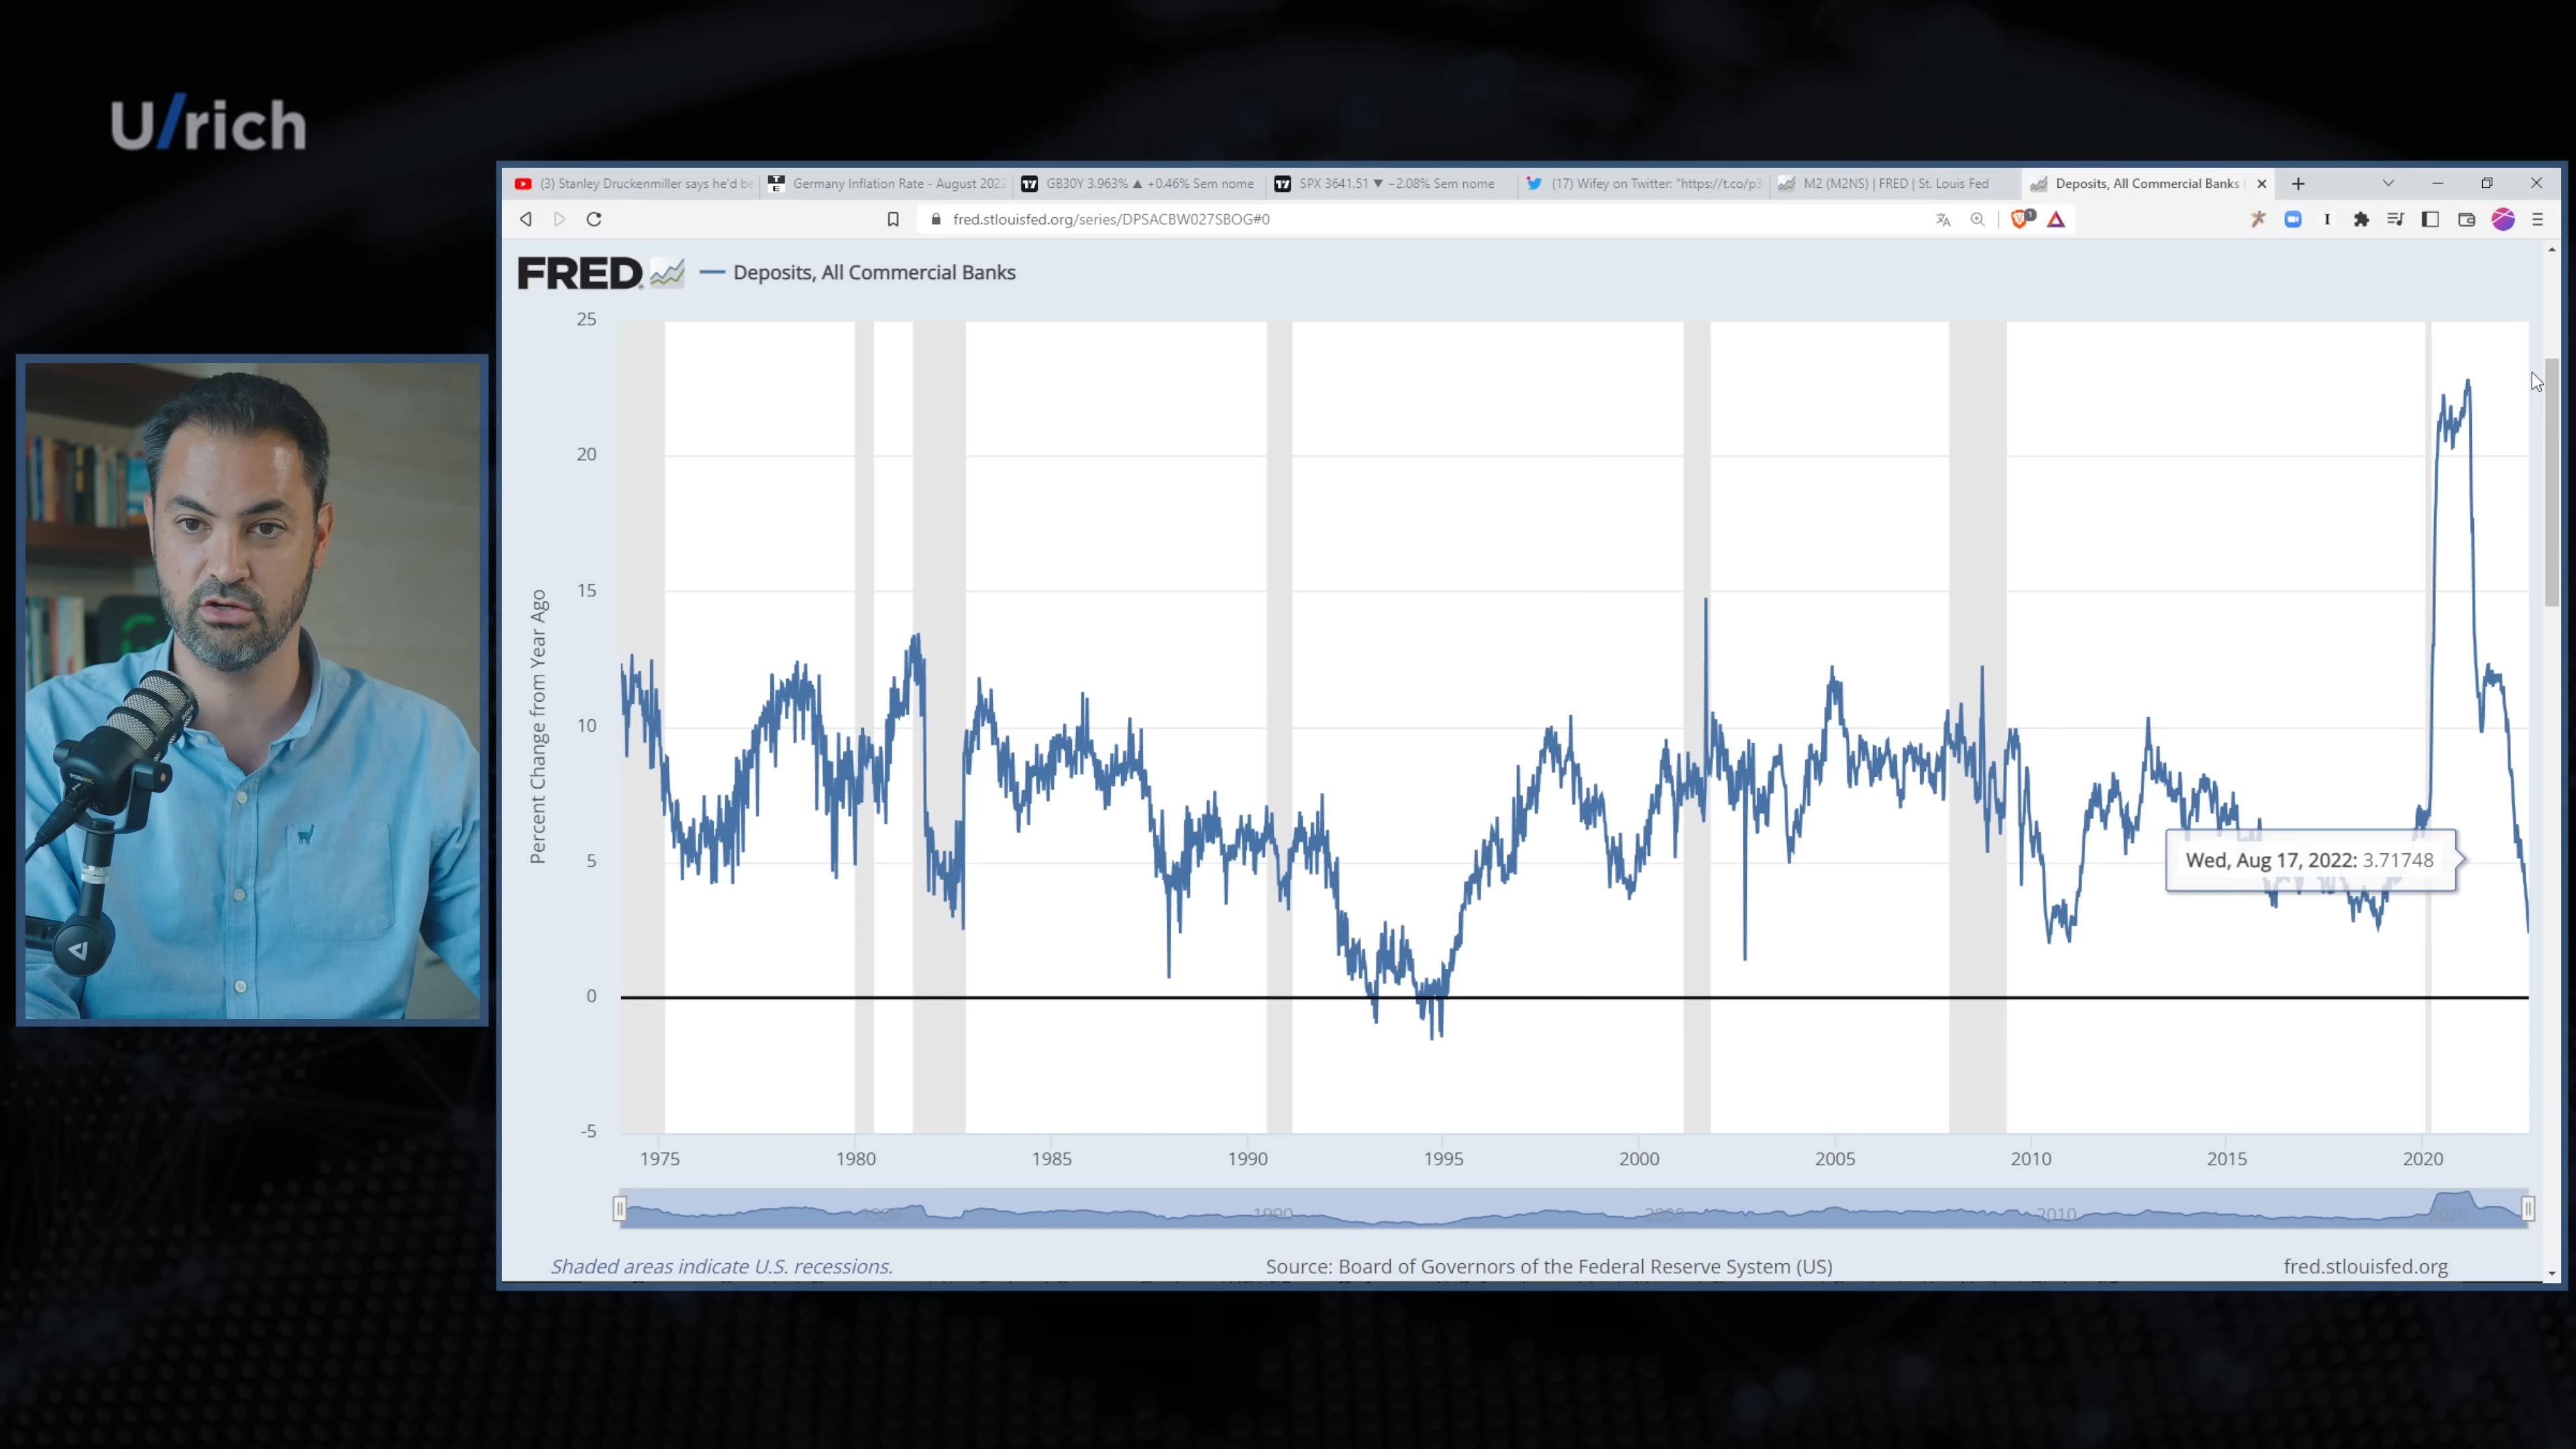 U/rich
(3) Stanley Druckenmiller says he'd be
Germany Inflation Rate - August 2022
GB30Y 3.963% ▲ +0.46% Sem nome
SPX 3641.51 ▼ −2.08% Sem nome
(17) Wifey on Twitter: "https://t.co/p3
M2 (M2NS) | FRED | St. Louis Fed
Deposits, All Commercial Banks
fred.stlouisfed.org/series/DPSACBW027SBOG#0
FRED
Deposits, All Commercial Banks
Percent Change from Year Ago
25
20
15
10
5
0
-5
Wed, Aug 17, 2022: 3.71748
1975 1980 1985 1990 1995 2000 2005 2010 2015 2020
1980 1990 2000 2010 2020
Shaded areas indicate U.S. recessions.
Source: Board of Governors of the Federal Reserve System (US)
fred.stlouisfed.org